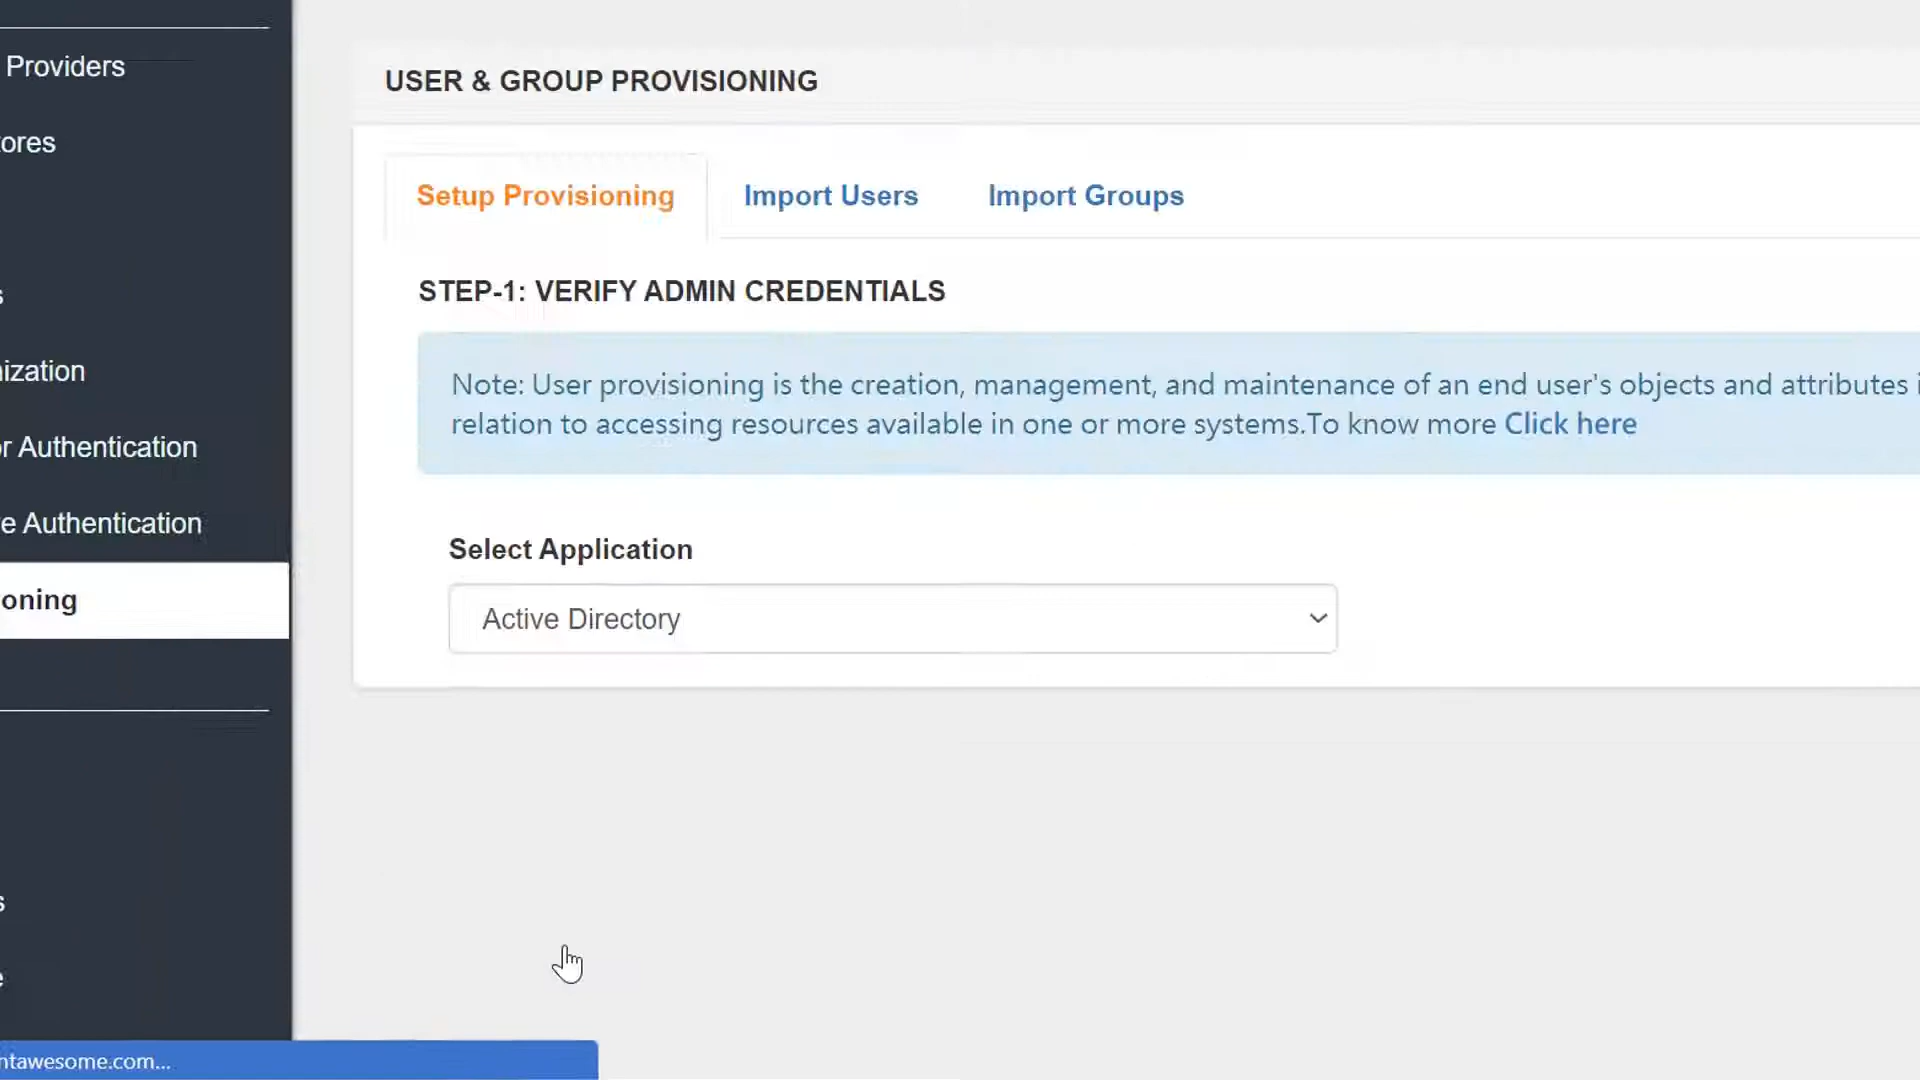 Providers
ores
s
ization
r Authentication
e Authentication
oning
s
e
ntawesome.com...
USER & GROUP PROVISIONING
Setup Provisioning
Import Users
Import Groups
STEP-1: VERIFY ADMIN CREDENTIALS
Note: User provisioning is the creation, management, and maintenance of an end user's objects and attributes i
relation to accessing resources available in one or more systems.To know more Click here
Select Application
Active Directory